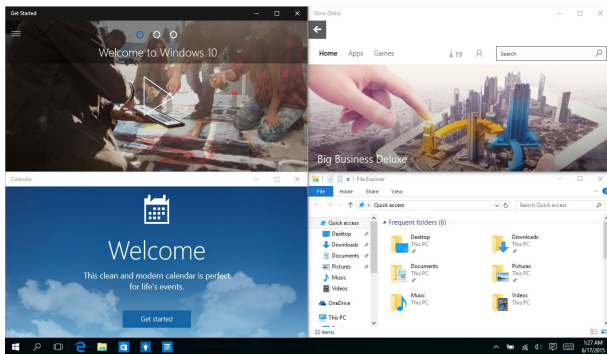 Get Started
Welcome to Windows 10
Store (Beta)
Home Apps Games 19 Search
Big Business Deluxe
Calendar
Welcome
This clean and modern calendar is perfect
for life's events.
Get started
File Explorer
File Home Share View
Quick access Search Quick access
Quick access
Desktop
Downloads
Documents
Pictures
Music
Videos
OneDrive
This PC
Frequent folders (6)
Desktop
This PC
Downloads
This PC
Documents
This PC
Pictures
This PC
Music
This PC
Videos
This PC
22 items
1:27 AM
6/17/2015